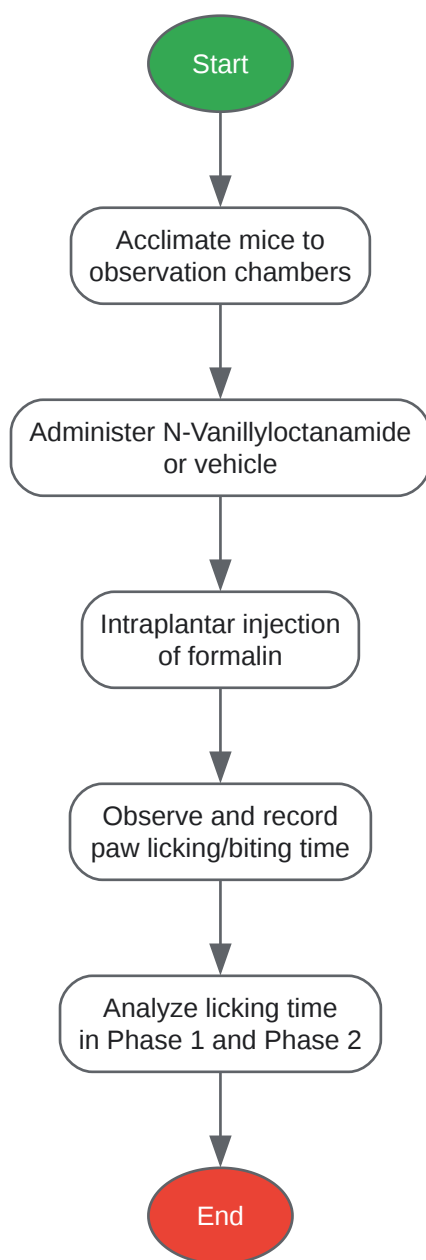 Start
Acclimate mice to
observation chambers
Administer N-Vanillyloctanamide
or vehicle
Intraplantar injection
of formalin
Observe and record
paw licking/biting time
Analyze licking time
in Phase 1 and Phase 2
End